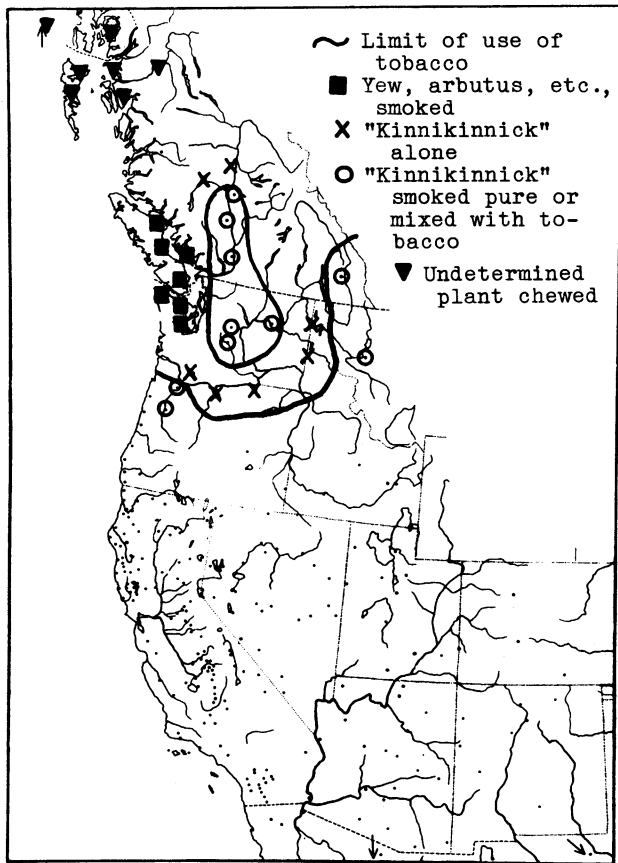 Limit of use of
tobacco
Yew, arbutus, etc.,
smoked
"Kinnikinnick"
alone
"Kinnikinnick"
smoked pure or
mixed with to-
bacco
Undetermined
plant chewed